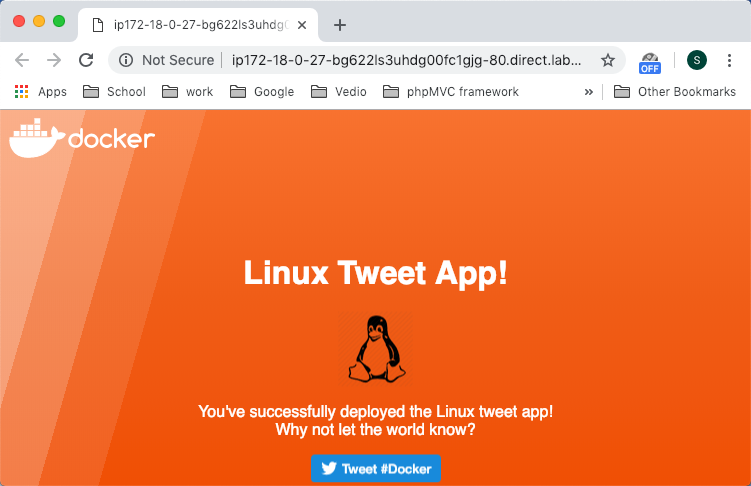 ip172-18-0-27-bg622ls3uhdg0
Not Secure
ip172-18-0-27-bg622ls3uhdg00fc1gjg-80.direct.lab...
OFF
S
Apps
School
work
Google
Vedio
phpMVC framework
»
Other Bookmarks
docker
Linux Tweet App!
You've successfully deployed the Linux tweet app!
Why not let the world know?
Tweet #Docker